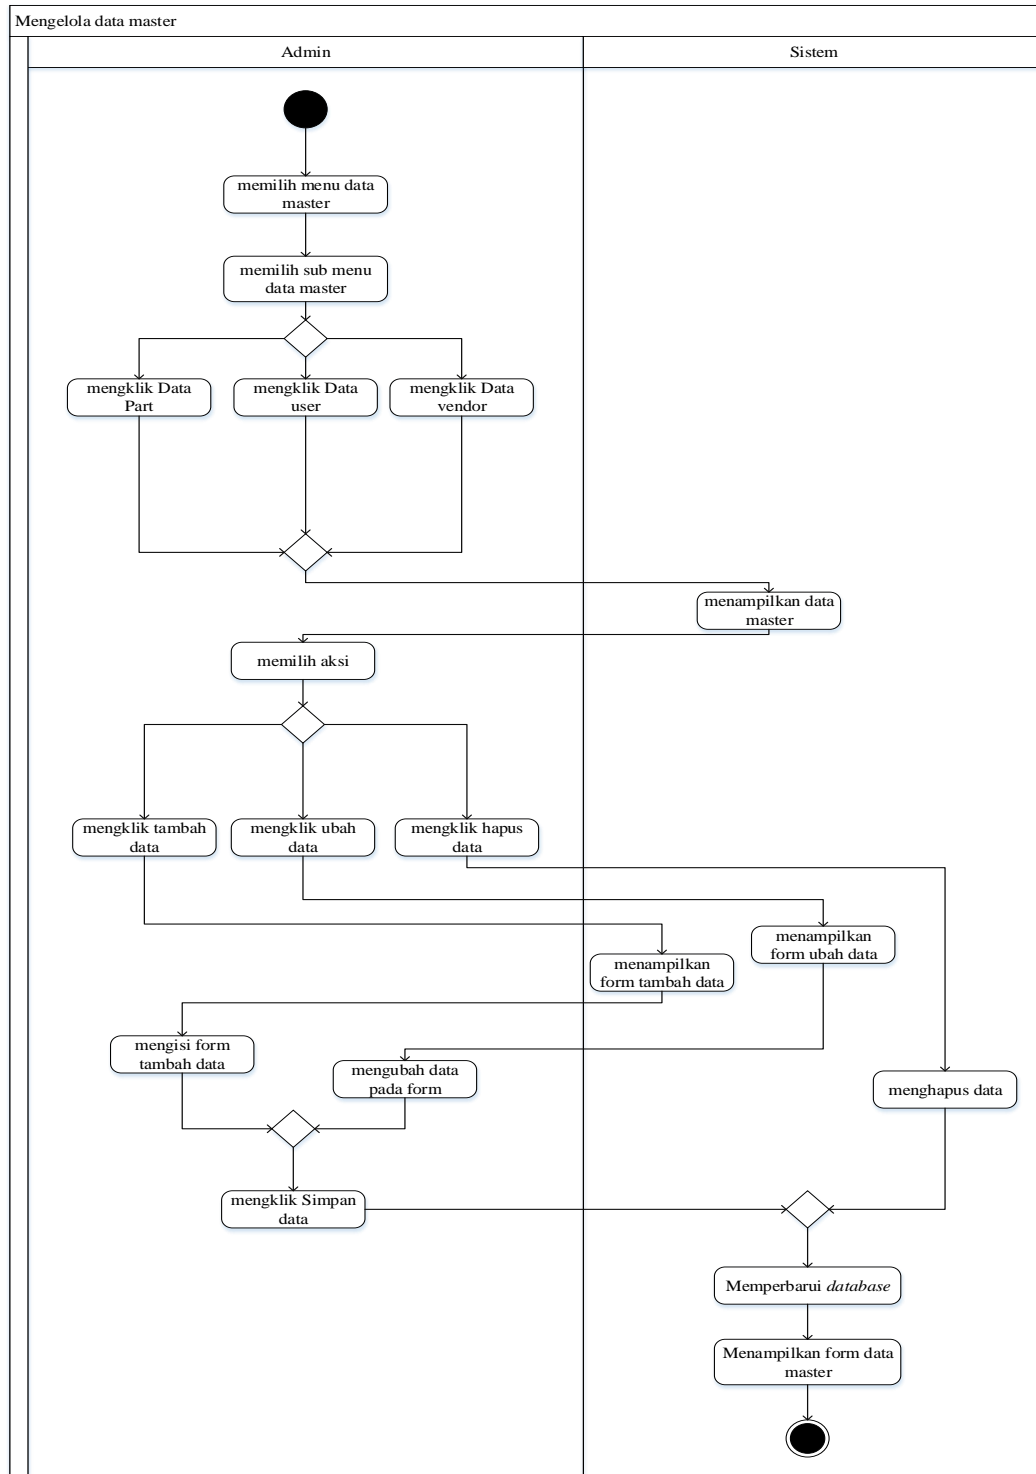 Mengelola data master
Admin
Sistem
memilih menu data
master
memilih sub menu
data master
mengklik Data
Part
mengklik Data
user
mengklik Data
vendor
menampilkan data
master
memilih aksi
mengklik tambah
data
mengklik ubah
data
mengklik hapus
data
menampilkan
form ubah data
menampilkan
form tambah data
mengisi form
tambah data
mengubah data
pada form
menghapus data
mengklik Simpan
data
Memperbarui database
Menampilkan form data
master